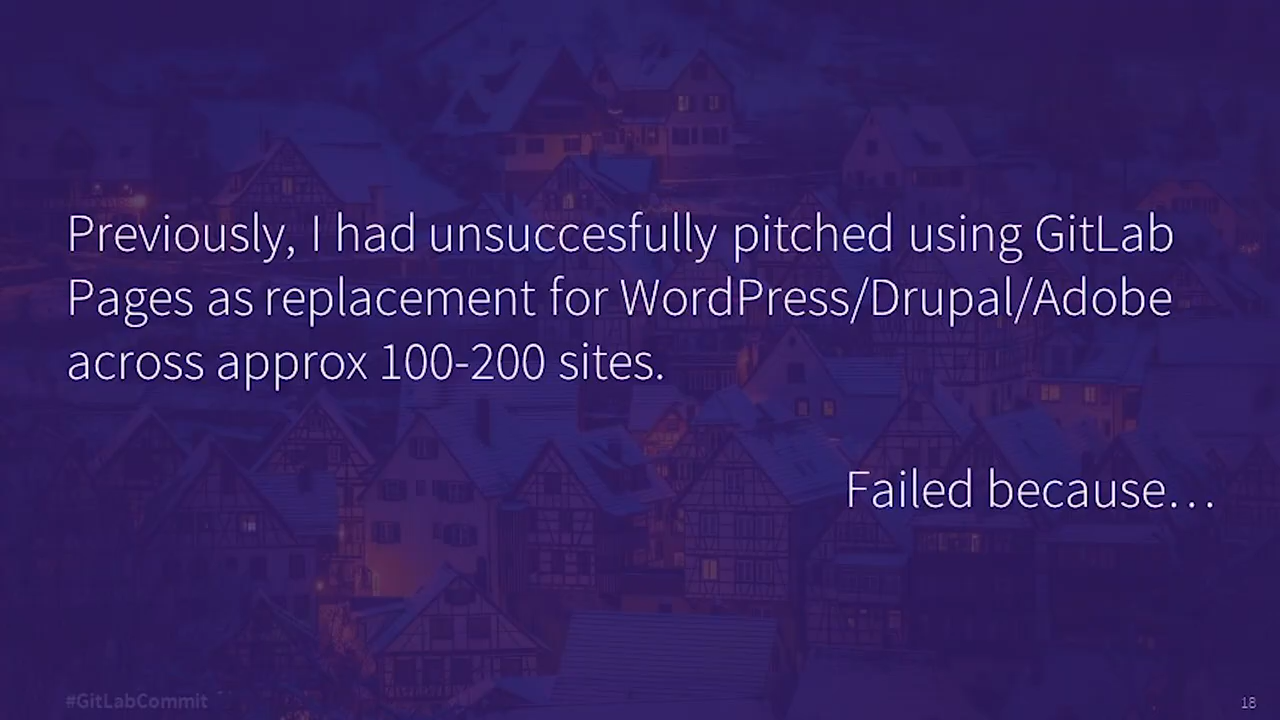 Previously, I had unsuccesfully pitched using GitLab
Pages as replacement for WordPress/Drupal/Adobe
across approx 100-200 sites.
Failed because…
#GitLabCommit
18